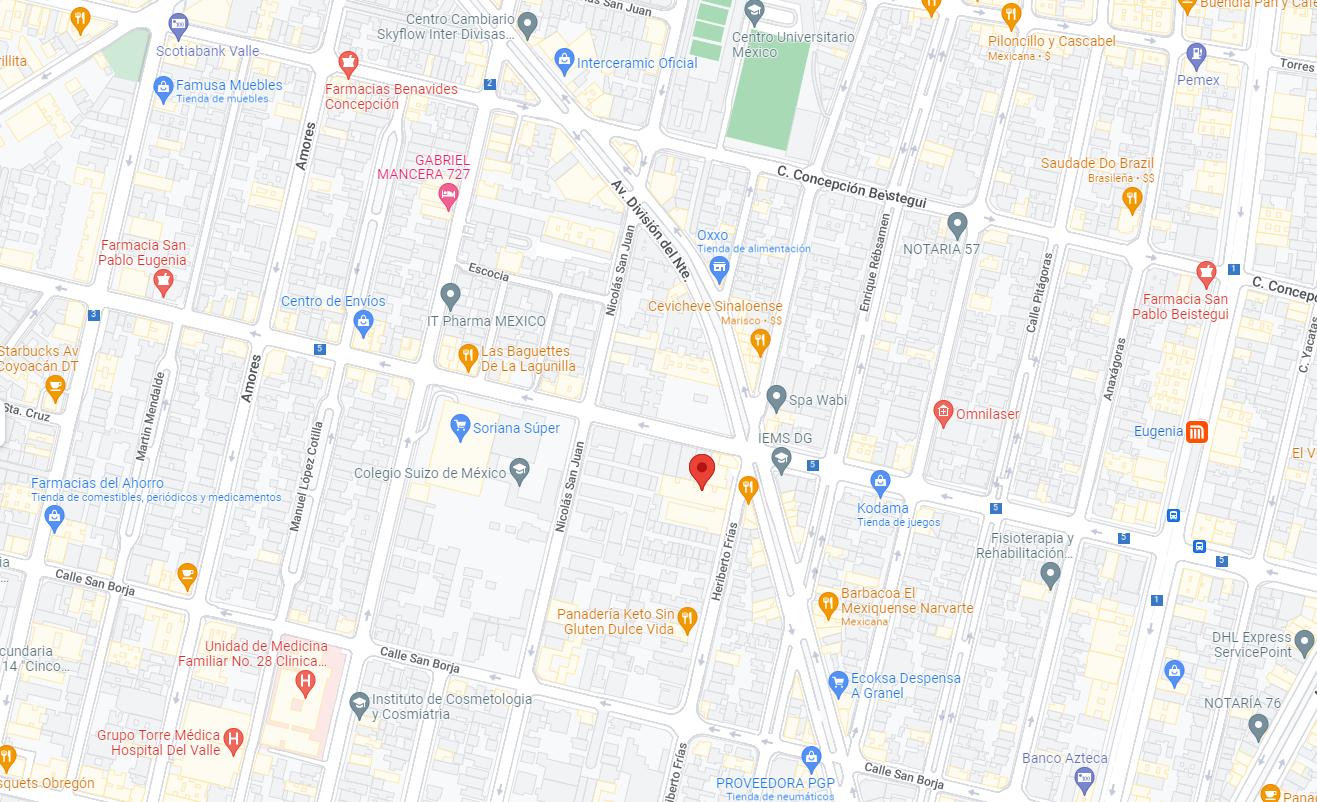 San Juan
Buendía Pan y Café
Centro Cambiario
Skyflow Inter Divisas...
Centro Universitario
México
Piloncillo y Cascabel
Mexicana • $
Scotiabank Valle
Interceramic Oficial
Torres
Pemex
Famusa Muebles
Tienda de muebles
Farmacias Benavides
Concepción
2
Amores
GABRIEL
MANCERA 727
Saudade Do Brazil
Brasileña • $$
C. Concepción Beistegui
Av. División del Nte.
Nicolás San Juan
Enrique Rébsamen
NOTARIA 57
Oxxo
Tienda de alimentación
Farmacia San
Pablo Eugenia
Escocia
Calle Pitágoras
1
C. Concepc
Farmacia San
Pablo Beistegui
Centro de Envios
IT Pharma MEXICO
Cevicheve Sinaloense
Marisco • $$
3
5
Starbucks Av
Coyoacán DT
Las Baguettes
De La Lagunilla
Amores
Martín Mendalde
Anaxágoras
C. Yacatas
Sta. Cruz
Spa Wabi
Omnilaser
Soriana Súper
IEMS DG
Eugenia
El V
Manuel López Cotilla
Colegio Suizo de México
Nicolás San Juan
5
Farmacias del Ahorro
Tienda de comestibles, periódicos y medicamentos
Kodama
Tienda de juegos
5
5
5
Fisioterapia y
Rehabilitación...
Heriberto Frías
Calle San Borja
Barbacoa El
Mexiquense Narvarte
Mexicana
1
Panadería Keto Sin
Gluten Dulce Vida
DHL Express
ServicePoint
Unidad de Medicina
Familiar No. 28 Clinica...
Calle San Borja
cundaria
14 "Cinco...
Ecoksa Despensa
A Granel
Instituto de Cosmetologia
y Cosmiatria
NOTARÍA 76
Grupo Torre Médica
Hospital Del Valle
Heriberto Frías
Banco Azteca
Calle San Borja
squets Obregón
PROVEEDORA PGP
Tienda de neumáticos